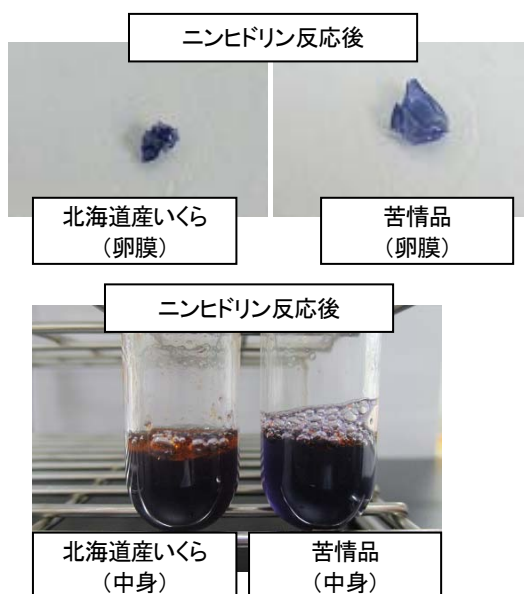 ニンヒドリン反応後
北海道産いくら
（卵膜）
苦情品
（卵膜）
ニンヒドリン反応後
北海道産いくら
（中身）
苦情品
（中身）